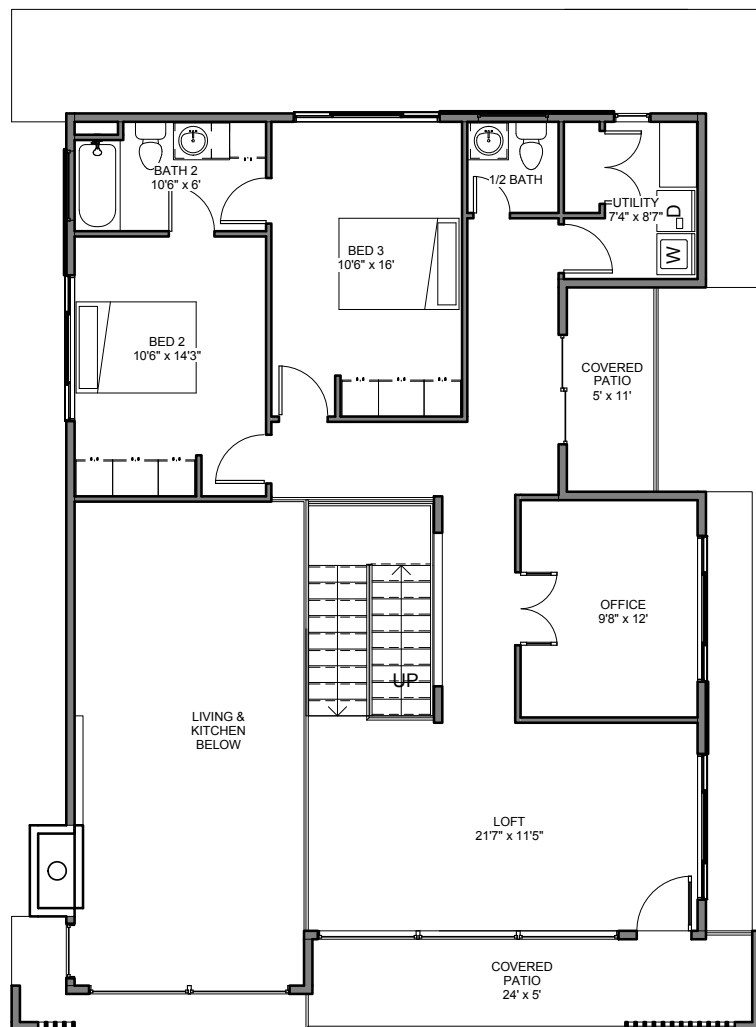 BATH 2
10'6" x 6'
1/2 BATH
UTILITY
7'4" x 8'7"
D
W
BED 3
10'6" x 16'
BED 2
10'6" x 14'3"
COVERED
PATIO
5' x 11'
OFFICE
9'8" x 12'
UP
LIVING &
KITCHEN
BELOW
LOFT
21'7" x 11'5"
COVERED
PATIO
24' x 5'